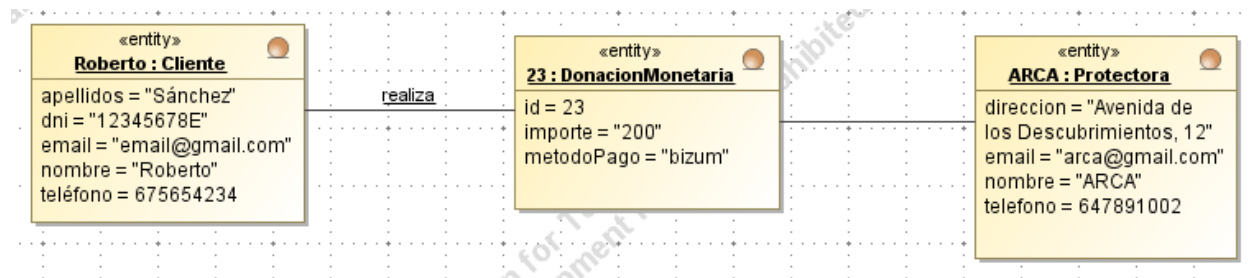 «entity»
Roberto : Cliente
apellidos = "Sánchez"
dni = "12345678E"
email = "email@gmail.com"
nombre = "Roberto"
teléfono = 675654234
realiza
«entity»
23 : DonacionMonetaria
id = 23
importe = "200"
metodoPago = "bizum"
«entity»
ARCA : Protectora
direccion = "Avenida de
los Descubrimientos, 12"
email = "arca@gmail.com"
nombre = "ARCA"
telefono = 647891002